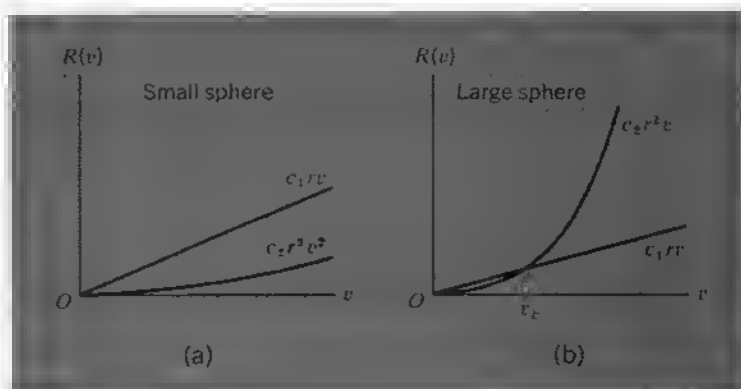 R(v)
Small sphere
c₁rv
c₂r²v²
O
v
(a)
R(v)
Large sphere
c₂r²v
c₁rv
O
v
(b)